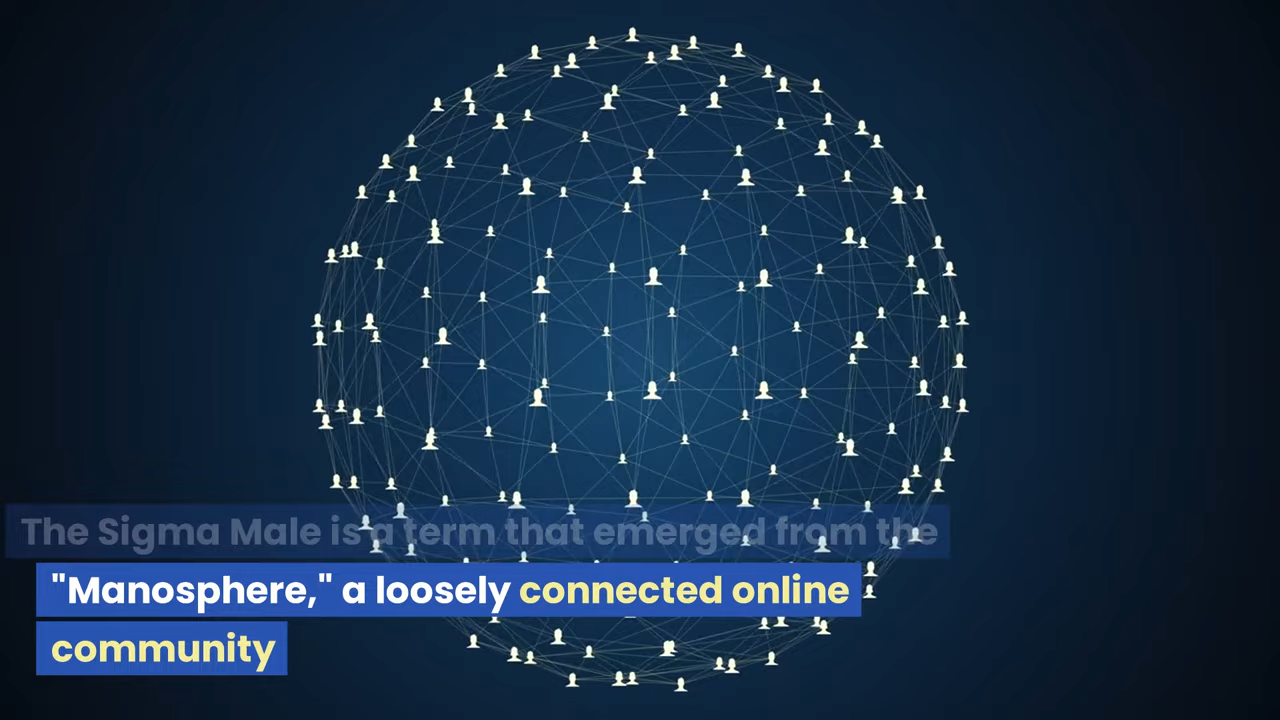 The Sigma Male is a term that emerged from the
"Manosphere," a loosely connected online
community